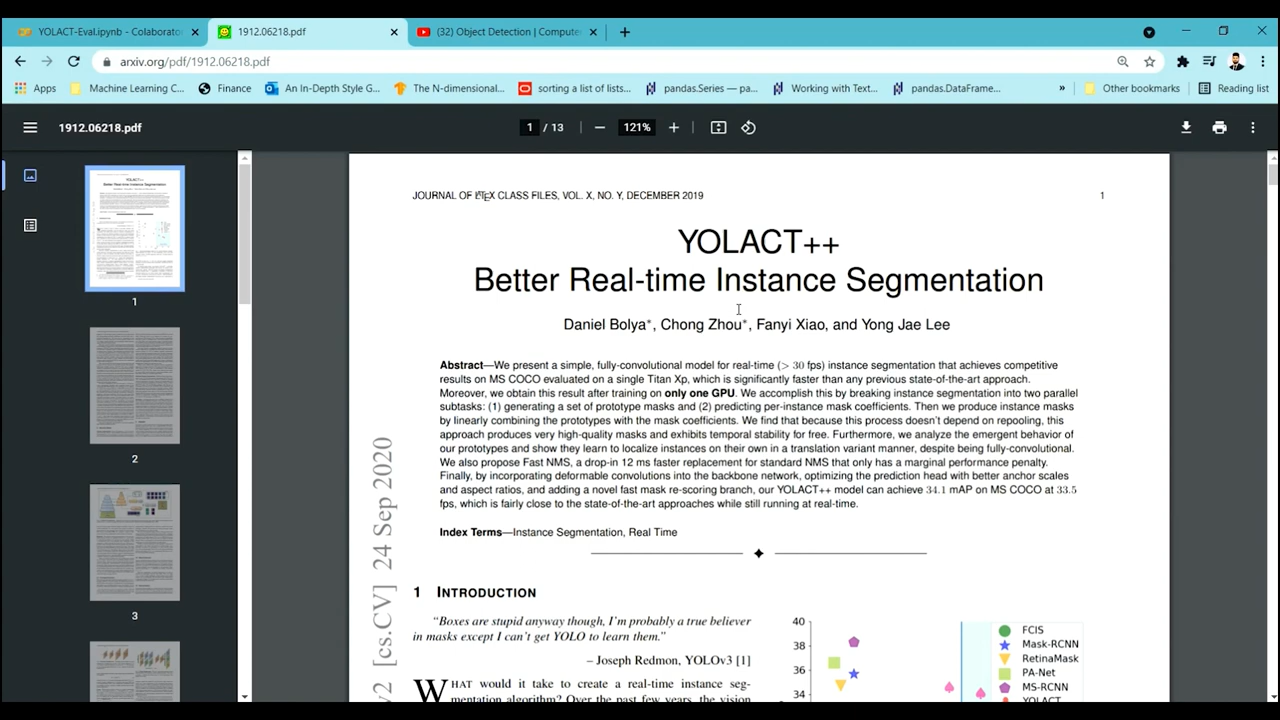 YOLACT-Eval.ipynb - Colaborato
1912.06218.pdf
(32) Object Detection | Compute
arxiv.org/pdf/1912.06218.pdf
Apps
Machine Learning C...
Finance
An In-Depth Style G...
The N-dimensional...
sorting a list of lists...
pandas.Series — pa...
Working with Text...
pandas.DataFrame...
»
Other bookmarks
Reading list
1912.06218.pdf
1 / 13
121%
1
2
3
JOURNAL OF LATEX CLASS FILES, VOL. X, NO. Y, DECEMBER 2019
1
YOLACT++
Better Real-time Instance Segmentation
Daniel Bolya*, Chong Zhou*, Fanyi Xiao, and Yong Jae Lee
Abstract—We present a simple, fully-convolutional model for real-time (> 30 fps) instance segmentation that achieves competitive
results on MS COCO evaluated on a single Titan Xp, which is significantly faster than any previous state-of-the-art approach.
Moreover, we obtain this result after training on only one GPU. We accomplish this by breaking instance segmentation into two parallel
subtasks: (1) generating a set of prototype masks and (2) predicting per-instance mask coefficients. Then we produce instance masks
by linearly combining the prototypes with the mask coefficients. We find that because this process doesn't depend on repooling, this
approach produces very high-quality masks and exhibits temporal stability for free. Furthermore, we analyze the emergent behavior of
our prototypes and show they learn to localize instances on their own in a translation variant manner, despite being fully-convolutional.
We also propose Fast NMS, a drop-in 12 ms faster replacement for standard NMS that only has a marginal performance penalty.
Finally, by incorporating deformable convolutions into the backbone network, optimizing the prediction head with better anchor scales
and aspect ratios, and adding a novel fast mask re-scoring branch, our YOLACT++ model can achieve 34.1 mAP on MS COCO at 33.5
fps, which is fairly close to the state-of-the-art approaches while still running at real-time.
Index Terms—Instance Segmentation, Real Time
v2 [cs.CV] 24 Sep 2020
1 INTRODUCTION
"Boxes are stupid anyway though, I'm probably a true believer
in masks except I can't get YOLO to learn them."
– Joseph Redmon, YOLOv3 [1]
WHAT would it take to create a real-time instance seg-
mentation algorithm? Over the past few years, the vision
40
38
36
34
FCIS
Mask-RCNN
RetinaMask
PA-Net
MS-RCNN
YOLACT